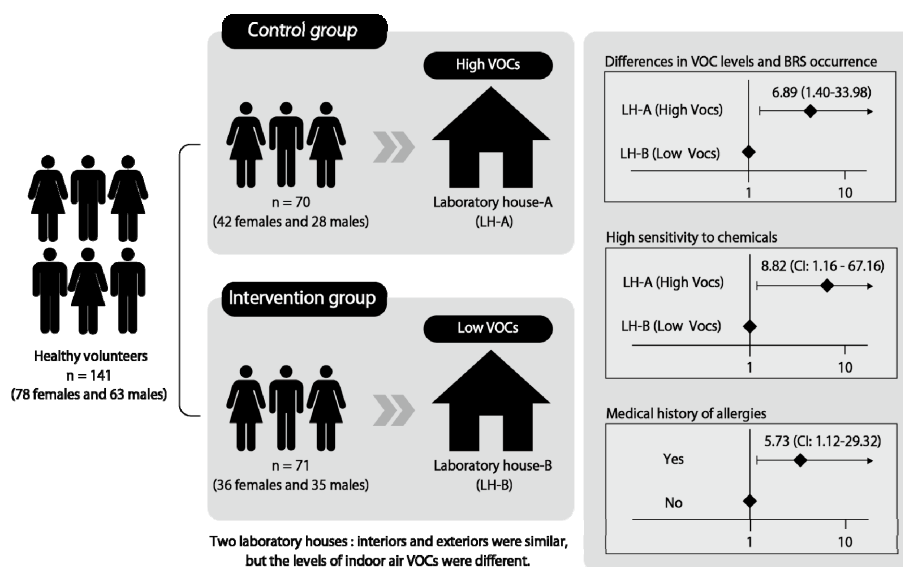 Control group
High VOCs
n = 70
(42 females and 28 males)
Laboratory house-A
(LH-A)
Healthy volunteers
n = 141
(78 females and 63 males)
Intervention group
Low VOCs
n = 71
(36 females and 35 males)
Laboratory house-B
(LH-B)
Two laboratory houses : interiors and exteriors were similar,
but the levels of indoor air VOCs were different.
Differences in VOC levels and BRS occurrence
6.89 (1.40-33.98)
LH-A (High Vocs)
LH-B (Low Vocs)
1 10
High sensitivity to chemicals
8.82 (CI: 1.16 - 67.16)
LH-A (High Vocs)
LH-B (Low Vocs)
1 10
Medical history of allergies
5.73 (CI: 1.12-29.32)
Yes
No
1 10